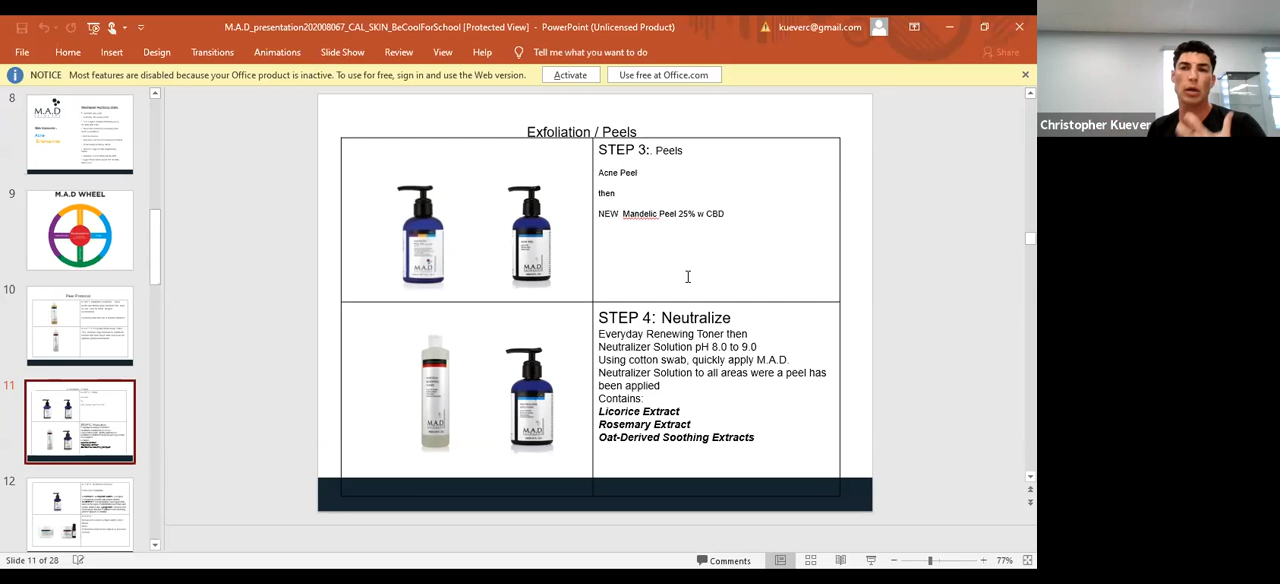 M.A.D_presentation202008067_CAL_SKIN_BeCoolForSchool [Protected View] - PowerPoint (Unlicensed Product)
kueverc@gmail.com
File Home Insert Design Transitions Animations Slide Show Review View Help Tell me what you want to do Share
NOTICE Most features are disabled because your Office product is inactive. To use for free, sign in and use the Web version. Activate Use free at Office.com
Christopher Kuever
8
M.A.D
Acne
9
M.A.D WHEEL
10
Peel Protocol
11
12
Exfoliation / Peels
STEP 3:. Peels
Acne Peel
then
NEW Mandelic Peel 25% w CBD
M.A.D
M.A.D
STEP 4: Neutralize
Everyday Renewing Toner then
Neutralizer Solution pH 8.0 to 9.0
Using cotton swab, quickly apply M.A.D.
Neutralizer Solution to all areas were a peel has
been applied
Contains:
Licorice Extract
Rosemary Extract
Oat-Derived Soothing Extracts
M.A.D
M.A.D
Slide 11 of 28
Comments
77%